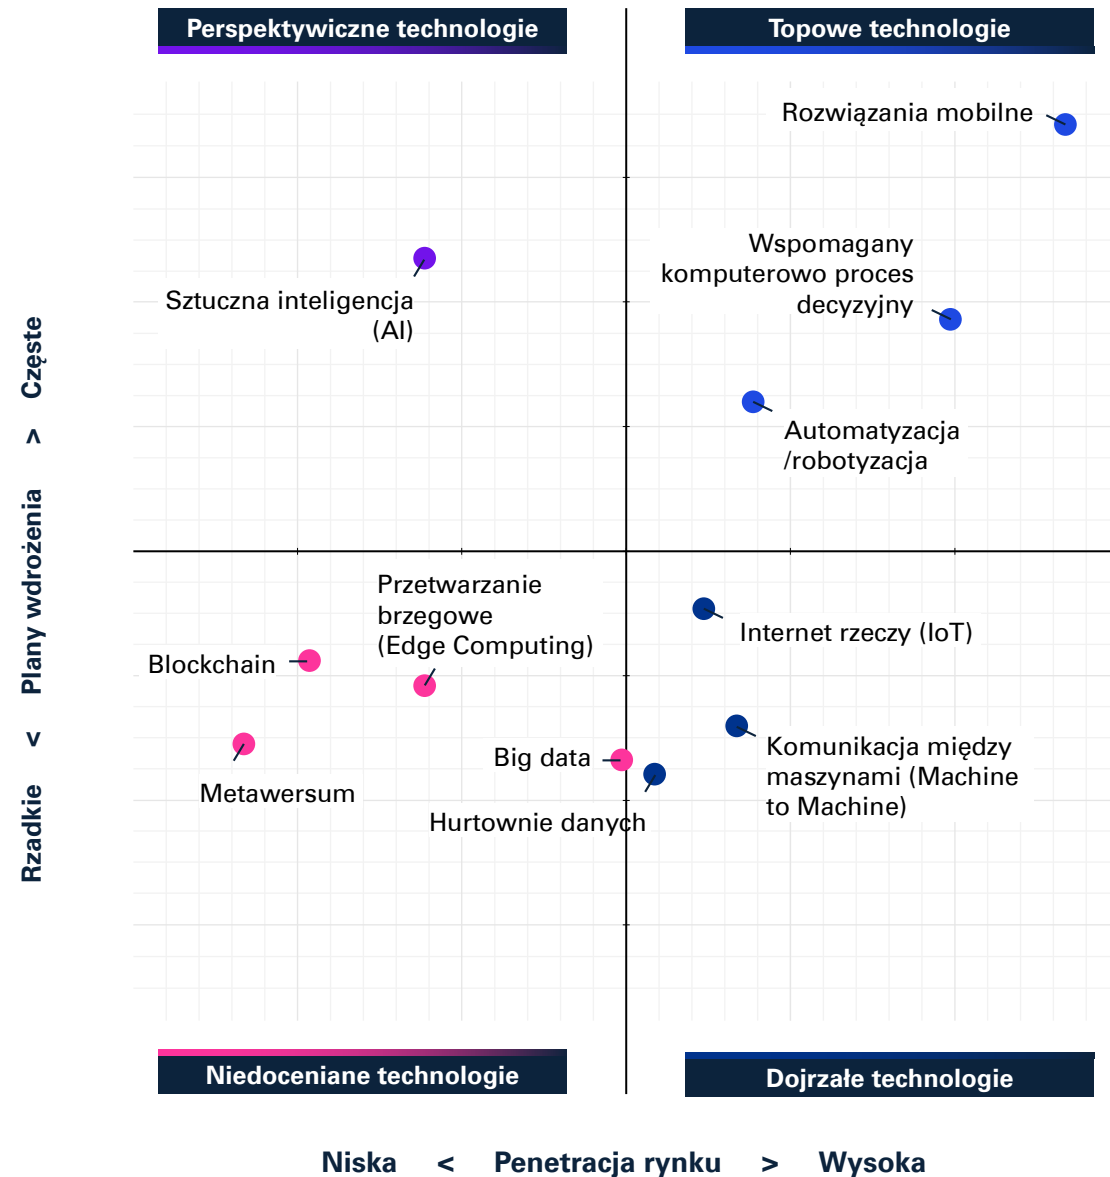 Perspektywiczne technologie
Topowe technologie
Rozwiązania mobilne
Wspomagany
komputerowo proces
decyzyjny
Sztuczna inteligencja
(AI)
Automatyzacja
/robotyzacja
Przetwarzanie
brzegowe
(Edge Computing)
Internet rzeczy (IoT)
Blockchain
Metawersum
Big data
Komunikacja między
maszynami (Machine
to Machine)
Hurtownie danych
Rzadkie < Plany wdrożenia > Częste
Niedoceniane technologie
Dojrzałe technologie
Niska < Penetracja rynku > Wysoka